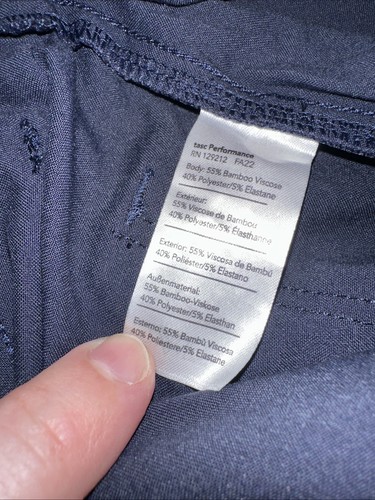 tasc Performance
RN 129212 FA22
Body: 55% Bamboo Viscose
40% Polyester/5% Elastane
Extérieur:
55% Viscose de Bambou
40% Polyester/5% Élasthanne
Exterior: 55% Viscosa de Bambú
40% Poliéster/5% Elastano
Außenmaterial:
55% Bamboo-Viskose
40% Polyester/5% Elasthan
Esterno: 55% Bambù Viscosa
40% Poliestere/5% Elastane